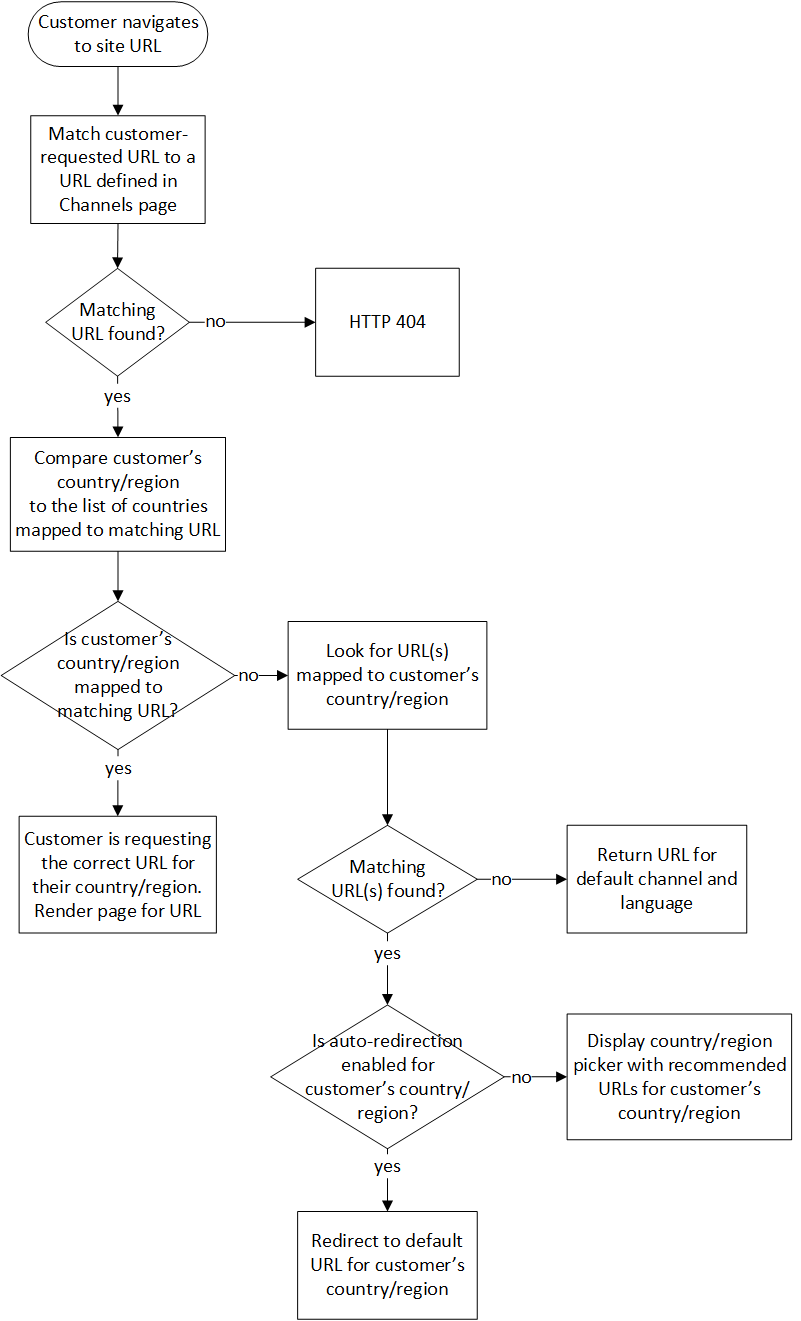 Customer navigates
to site URL
Match customer-
requested URL to a
URL defined in
Channels page
Matching
URL found?
no
HTTP 404
yes
Compare customer's
country/region
to the list of countries
mapped to matching URL
Is customer's
country/region
mapped to
matching URL?
no
Look for URL(s)
mapped to customer's
country/region
yes
Customer is requesting
the correct URL for
their country/region.
Render page for URL
Matching
URL(s) found?
no
Return URL for
default channel and
language
yes
Is auto-redirection
enabled for
customer's country/
region?
no
Display country/region
picker with recommended
URLs for customer's
country/region
yes
Redirect to default
URL for customer's
country/region